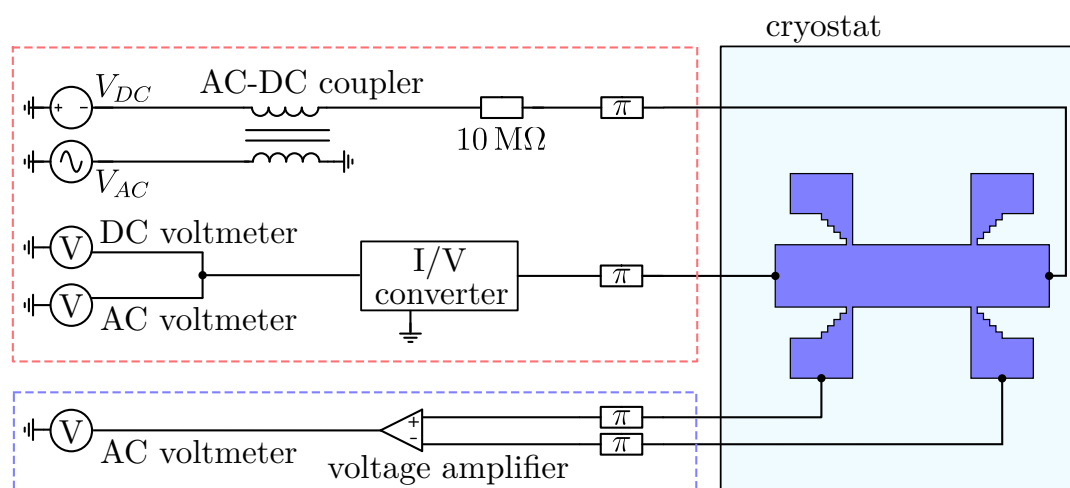 cryostat
V_DC
AC-DC coupler
+ -
10 MΩ
π
V_AC
V
DC voltmeter
V
AC voltmeter
I/V
converter
π
V
AC voltmeter
+
-
voltage amplifier
π
π